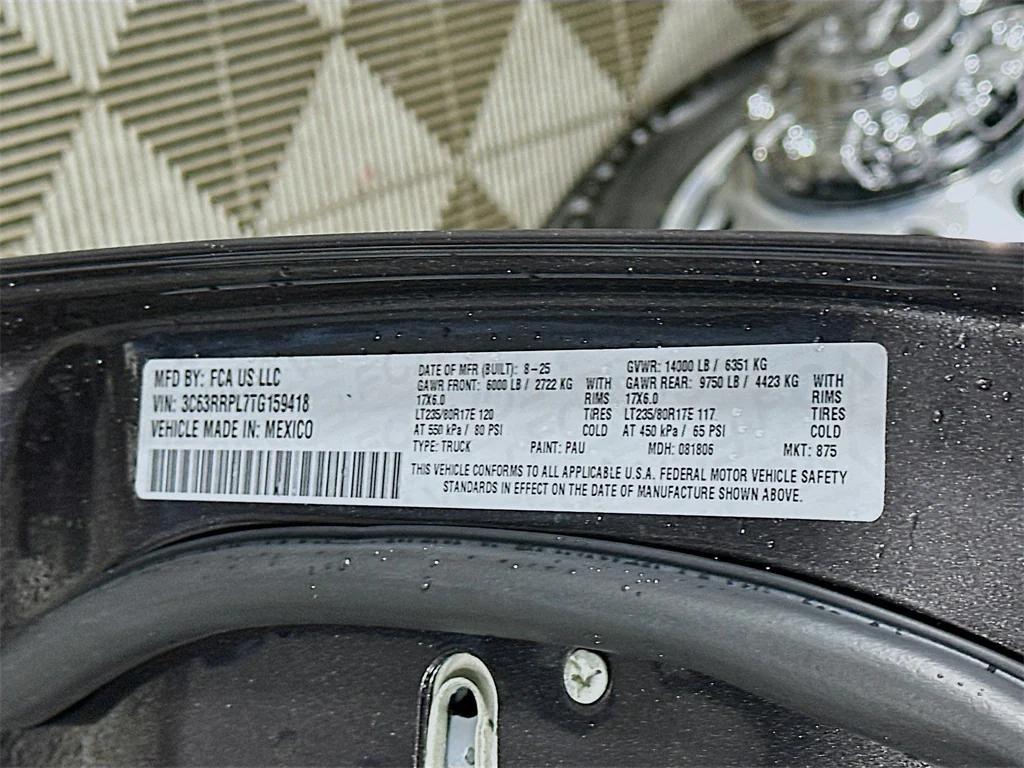 MFD BY: FCA US LLC
VIN: 3C63RRPL7TG159418
VEHICLE MADE IN: MEXICO
DATE OF MFR (BUILT): 8-25 GVWR: 14000 LB / 6351 KG
GAWR FRONT: 6000 LB / 2722 KG WITH GAWR REAR: 9750 LB / 4423 KG WITH
17X6.0 RIMS 17X6.0 RIMS
LT235/80R17E 120 TIRES LT235/80R17E 117 TIRES
AT 550 kPa / 80 PSI COLD AT 450 kPa / 65 PSI COLD
TYPE: TRUCK PAINT: PAU MDH: 081806 MKT: 875
THIS VEHICLE CONFORMS TO ALL APPLICABLE U.S.A. FEDERAL MOTOR VEHICLE SAFETY
STANDARDS IN EFFECT ON THE DATE OF MANUFACTURE SHOWN ABOVE.